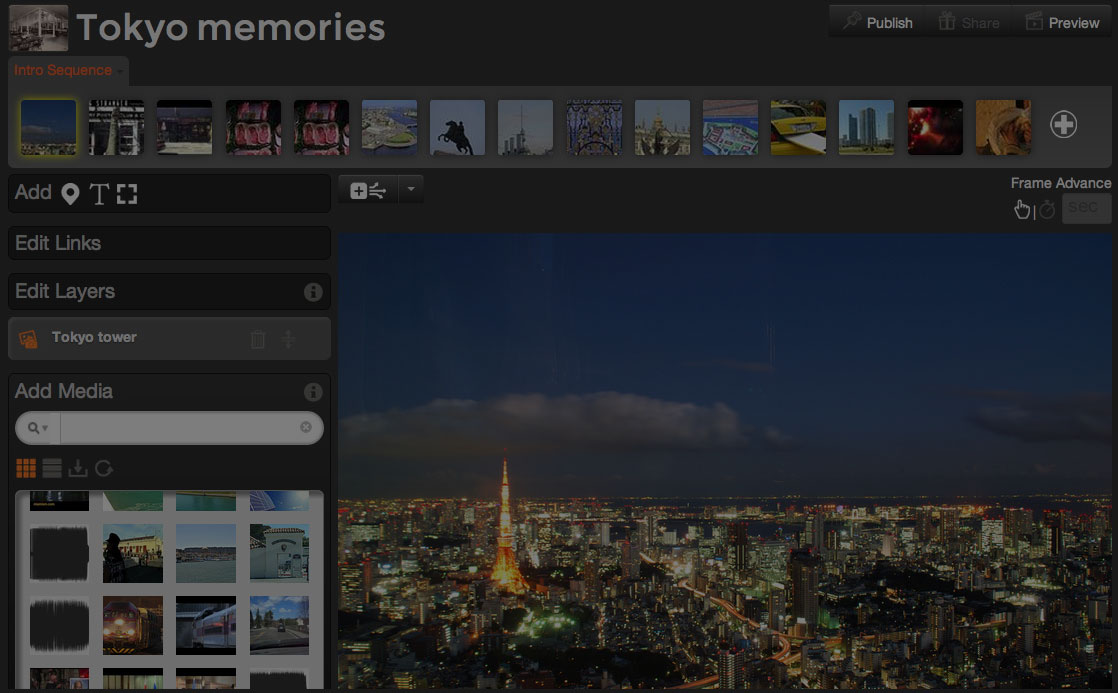 Tokyo memories
Publish
Share
Preview
Intro Sequence
STRANGER
Add
T
Frame Advance
sec
Edit Links
Edit Layers
Tokyo tower
Add Media